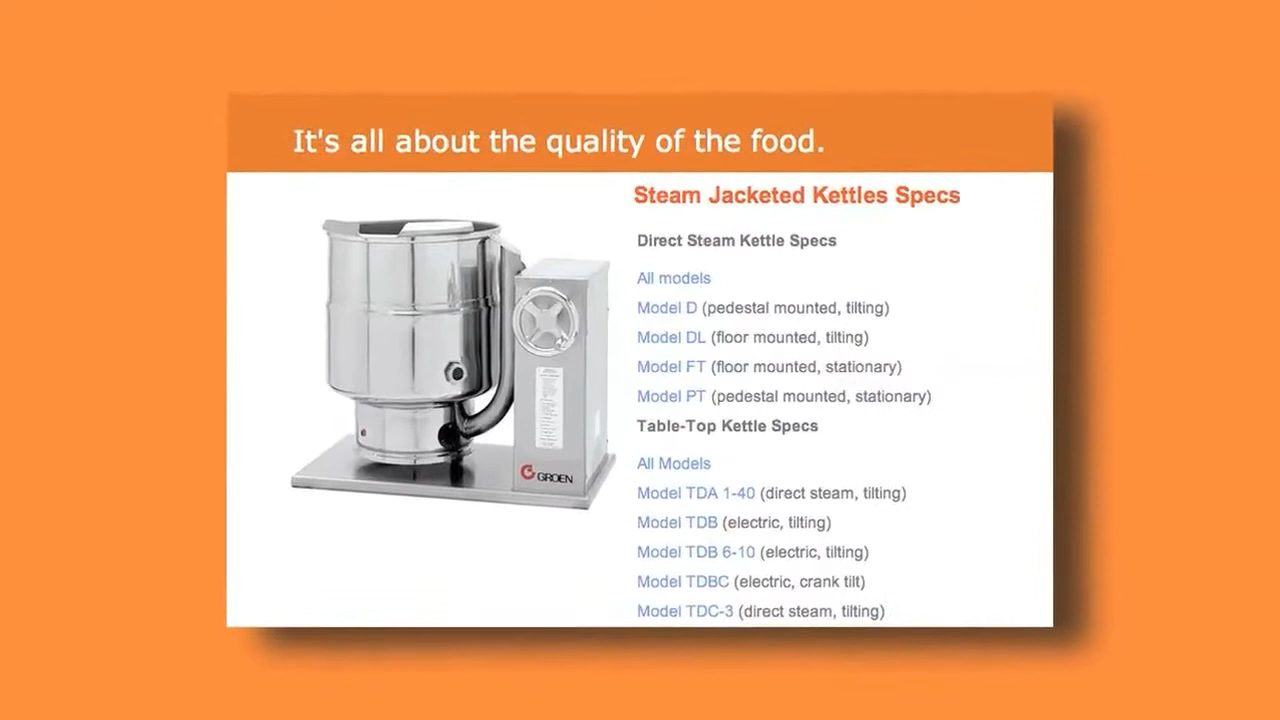 It's all about the quality of the food.
Steam Jacketed Kettles Specs
Direct Steam Kettle Specs
All models
Model D (pedestal mounted, tilting)
Model DL (floor mounted, tilting)
Model FT (floor mounted, stationary)
Model PT (pedestal mounted, stationary)
Table-Top Kettle Specs
All Models
Model TDA 1-40 (direct steam, tilting)
Model TDB (electric, tilting)
Model TDB 6-10 (electric, tilting)
Model TDBC (electric, crank tilt)
Model TDC-3 (direct steam, tilting)
GROEN